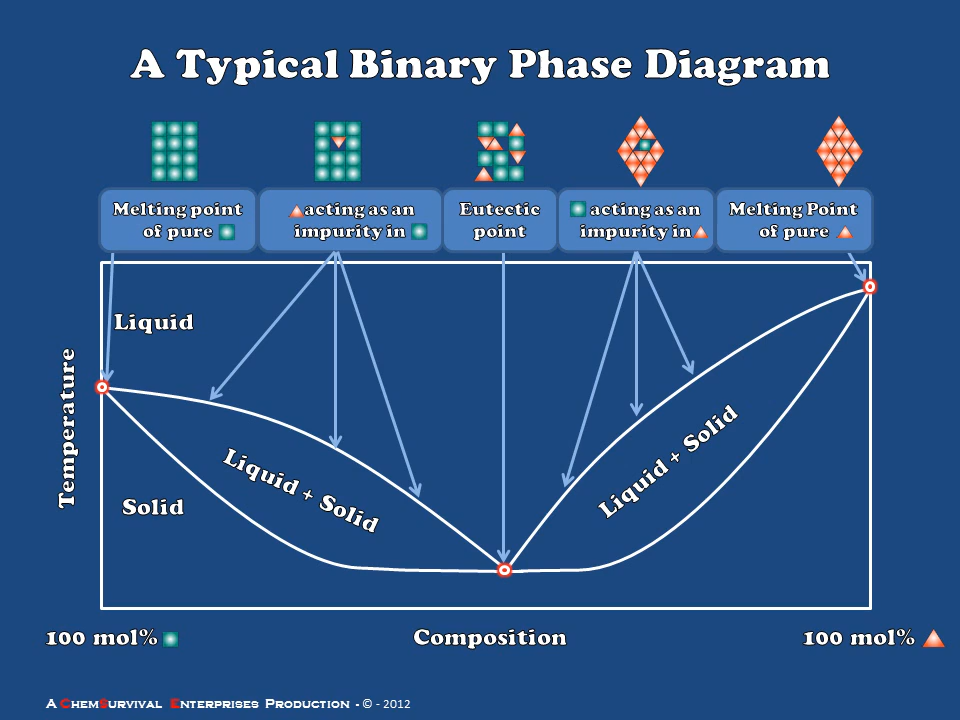 A Typical Binary Phase Diagram
Melting point
of pure
acting as an
impurity in
Eutectic
point
acting as an
impurity in
Melting Point
of pure
Liquid
Temperature
Liquid + Solid
Liquid + Solid
Solid
100 mol%
Composition
100 mol%
A ChemSurvival Enterprises Production - © - 2012